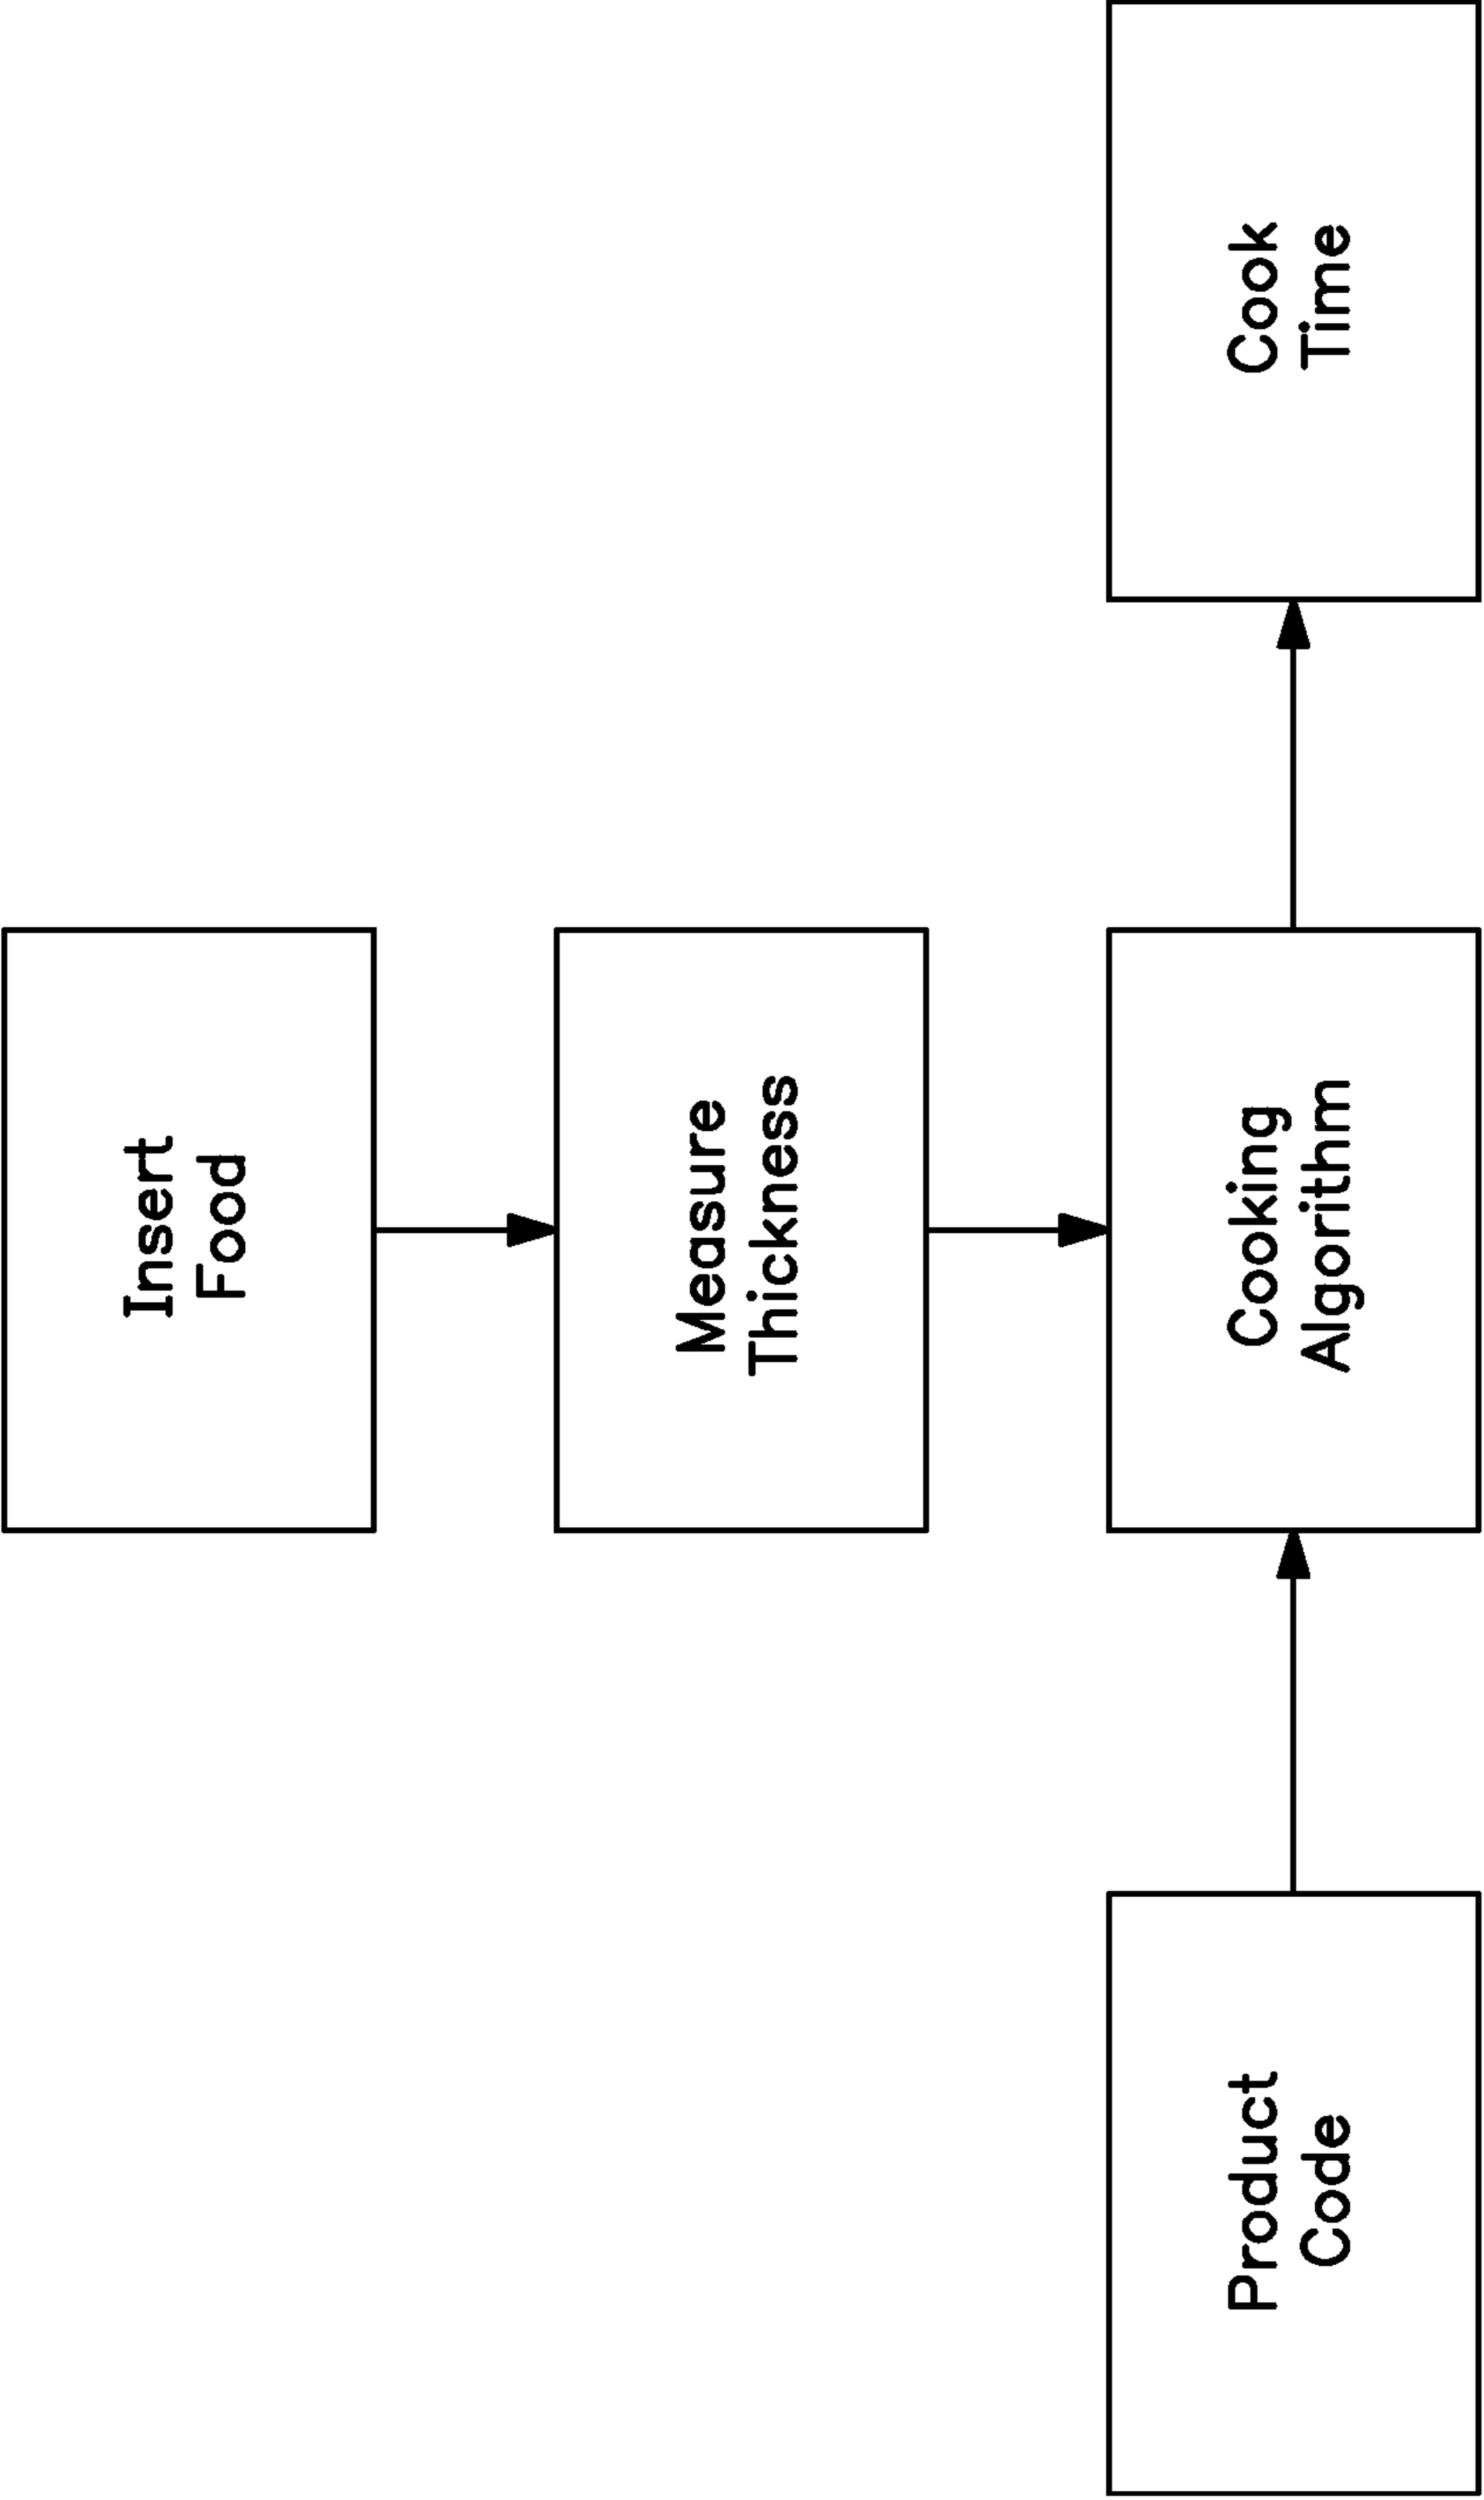 Insert
Food
Measure
Thickness
Product
Code
Cooking
Algorithm
Cook
Time